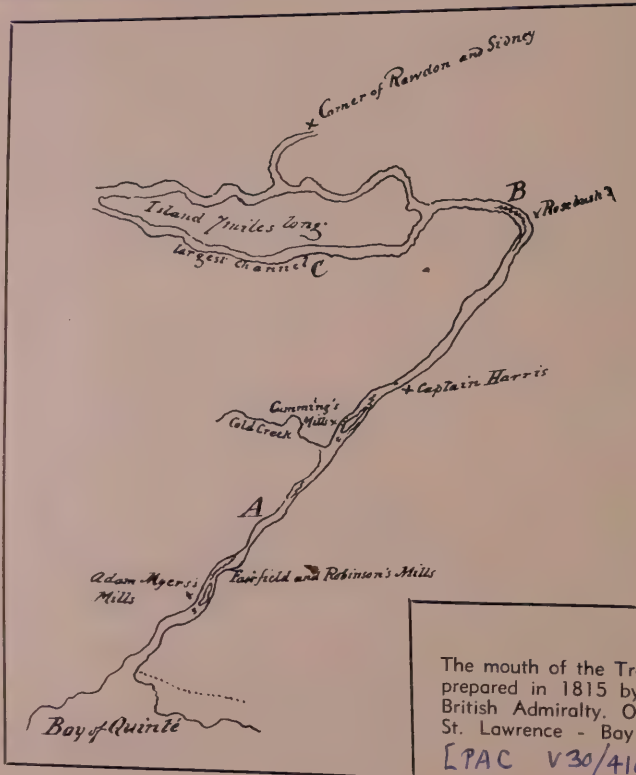 Corner of Rawdon and Sidney
B
Rosebush
Island 7 miles long.
largest channel C
Captain Harris
Cumming's
Mills
Cold Creek
A
Fairfield and Robinson's Mills
Adam Myers's
Mills
Bay of Quinté
The mouth of the Tr
prepared in 1815 by
British Admiralty. O
St. Lawrence - Bay
[PAC V30/41